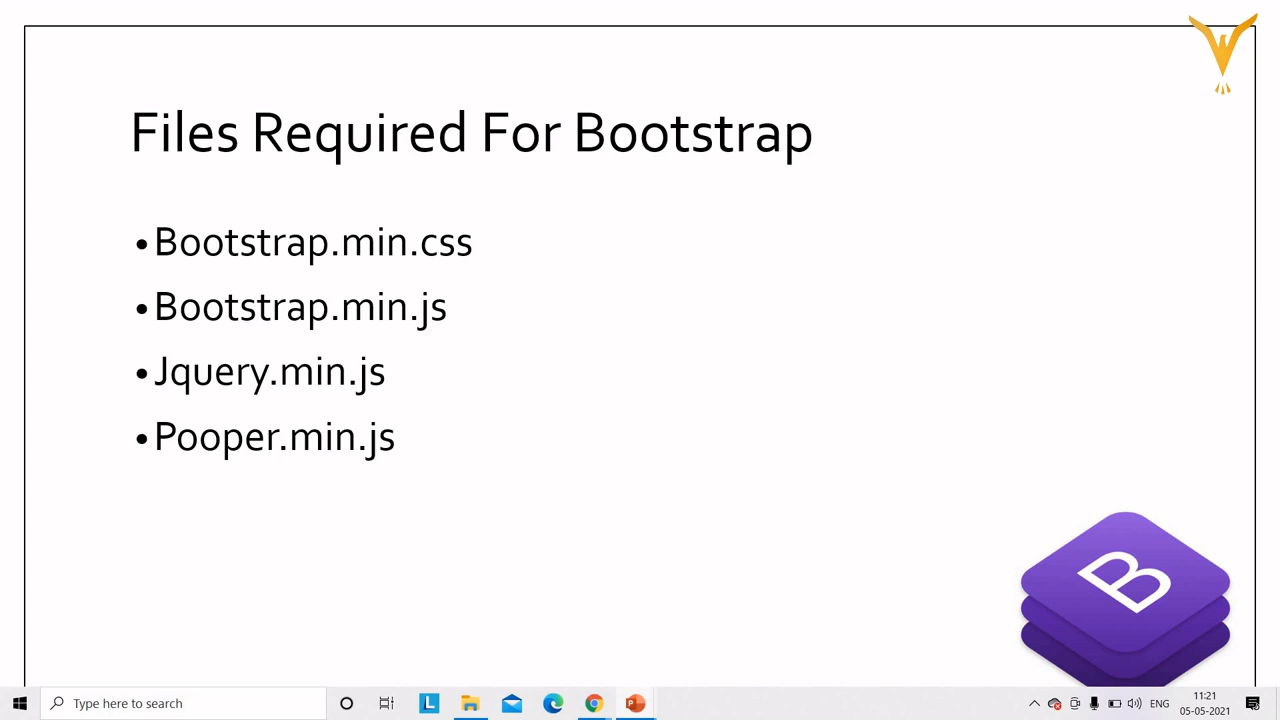 Files Required For Bootstrap
•Bootstrap.min.css
•Bootstrap.min.js
•Jquery.min.js
•Pooper.min.js
B
Type here to search
L
ENG
11:21
05-05-2021